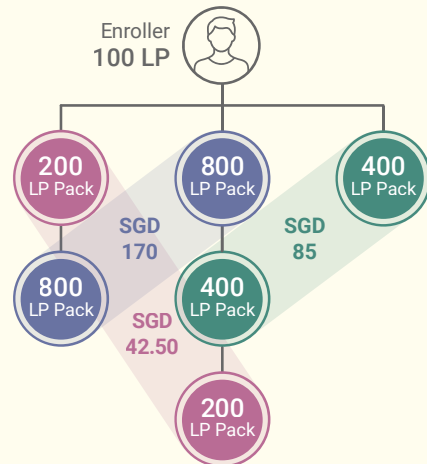 Enroller
100 LP
200
LP Pack
800
LP Pack
400
LP Pack
SGD
170
SGD
85
800
LP Pack
400
LP Pack
SGD
42.50
200
LP Pack